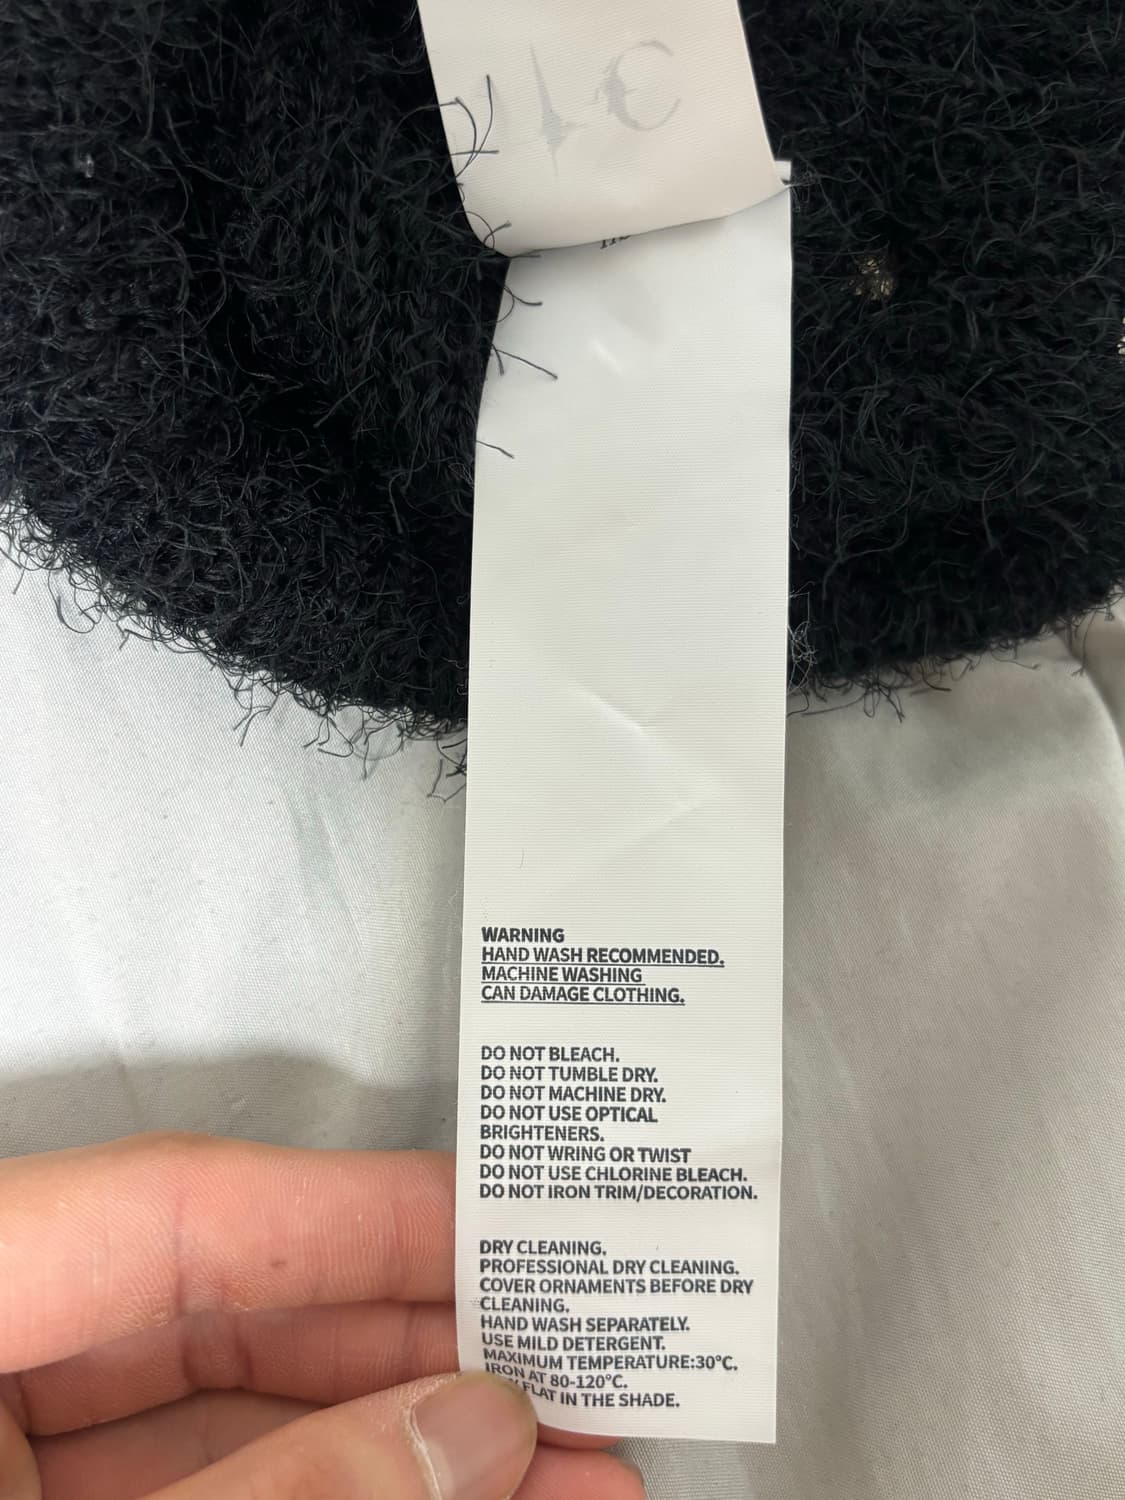 WARNING
HAND WASH RECOMMENDED.
MACHINE WASHING
CAN DAMAGE CLOTHING.
DO NOT BLEACH.
DO NOT TUMBLE DRY.
DO NOT MACHINE DRY.
DO NOT USE OPTICAL
BRIGHTENERS.
DO NOT WRING OR TWIST
DO NOT USE CHLORINE BLEACH.
DO NOT IRON TRIM/DECORATION.
DRY CLEANING.
PROFESSIONAL DRY CLEANING.
COVER ORNAMENTS BEFORE DRY
CLEANING.
HAND WASH SEPARATELY.
USE MILD DETERGENT.
MAXIMUM TEMPERATURE:30°C.
IRON AT 80-120°C.
FLAT IN THE SHADE.